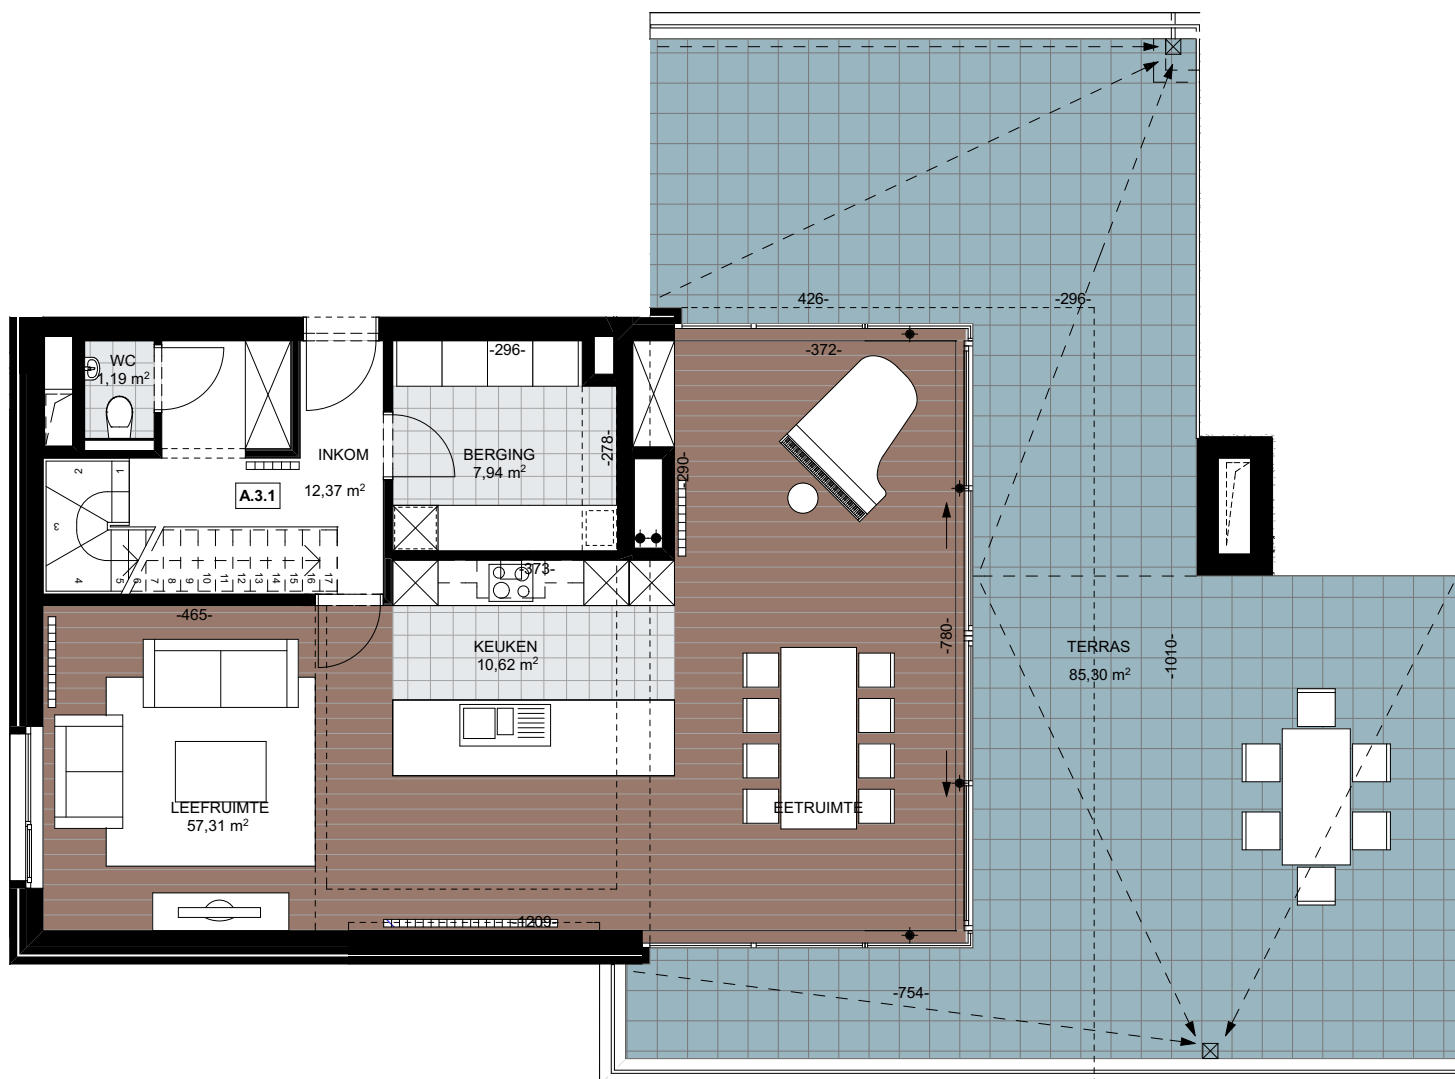 426-
-296-
-296-
-372-
WC
1,19 m²
INKOM
12,37 m²
A.3.1
BERGING
7,94 m²
-278-
-290-
1
2
3
4
5
6
7
8
9
10
11
12
13
14
15
16
17
-373-
-465-
KEUKEN
10,62 m²
-780-
TERRAS
85,30 m²
-1010-
LEEFRUIMTE
57,31 m²
EETRUIMTE
-1209-
-754-